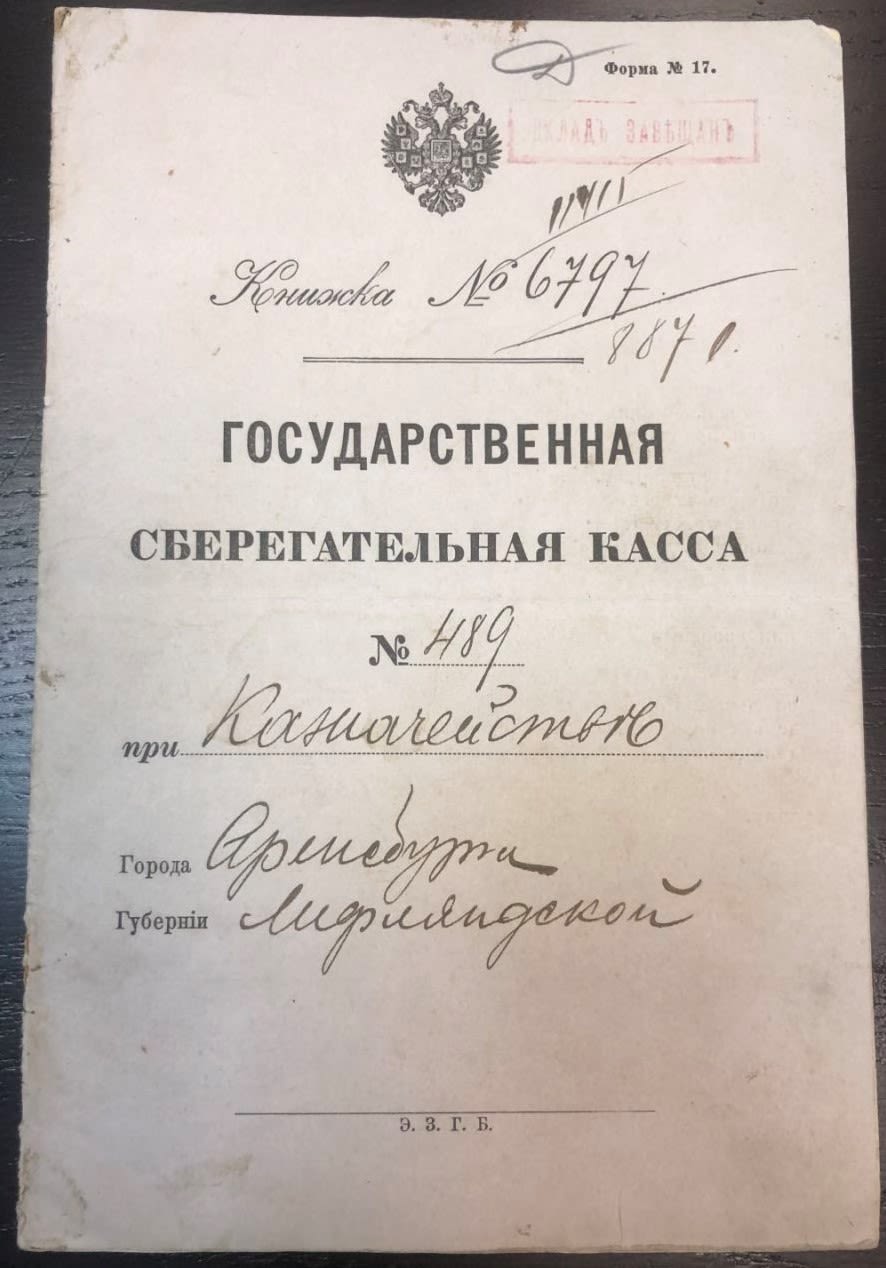 Форма № 17.
ВКЛАДЪ ЗАВѢЩАНЪ
11711
Книжка № 6797
8871.
ГОСУДАРСТВЕННАЯ
СБЕРЕГАТЕЛЬНАЯ КАССА
№ 489
при Казначействѣ
Города Аренсбурга
Губерніи Лифляндской
Э. З. Г. Б.